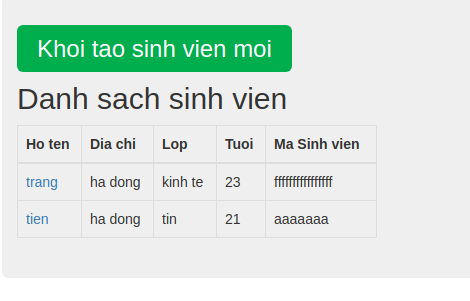 Khoi tao sinh vien moi
Danh sach sinh vien
Ho ten Dia chi Lop Tuoi Ma Sinh vien
trang ha dong kinh te 23 ffffffffffffffff
tien ha dong tin 21 aaaaaaa